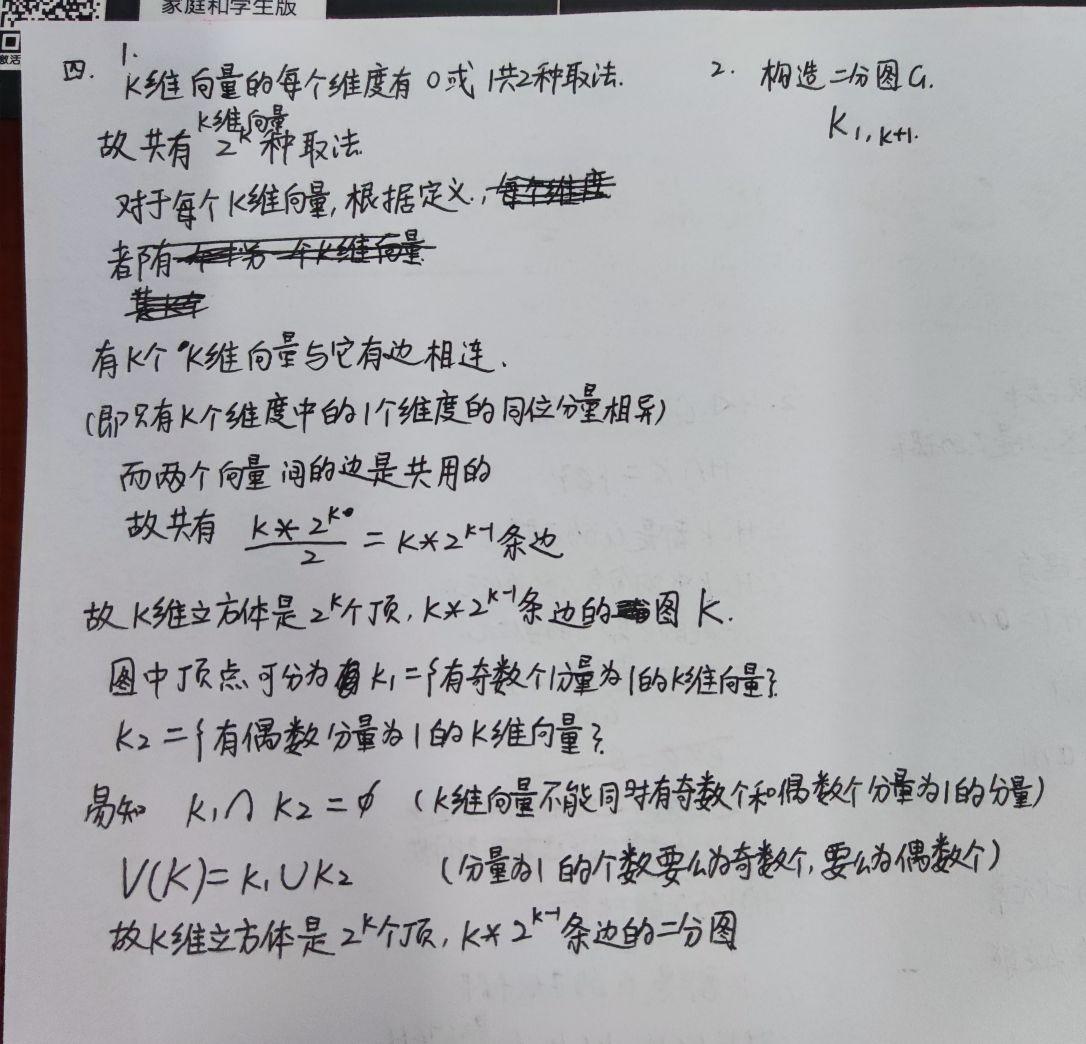 家庭和学生版
激活
四. 1.
K维向量的每个维度有 0或 1共2种取法.
K维向量
故共有 2^K 种取法.
对于每个K维向量,根据定义,
都有
有K个 K维向量与它有边相连.
(即只有K个维度中的1个维度的同位分量相异)
而两个向量间的边是共用的
故共有 K*2^K/2 = K*2^(K-1)条边
故K维立方体是2^K个顶,K*2^(K-1)条边的图 K.
图中顶点可分为 K₁={有奇数个分量为1的K维向量}.
K₂={有偶数分量为1的K维向量}.
易知 K₁∩K₂=∅ (K维向量不能同时有奇数个和偶数个分量为1的分量)
V(K)=K₁∪K₂ (分量为1的个数要么为奇数个,要么为偶数个)
故K维立方体是2^K个顶,K*2^(K-1)条边的二分图
2. 构造二分图G.
K₁,ₖ₊₁.